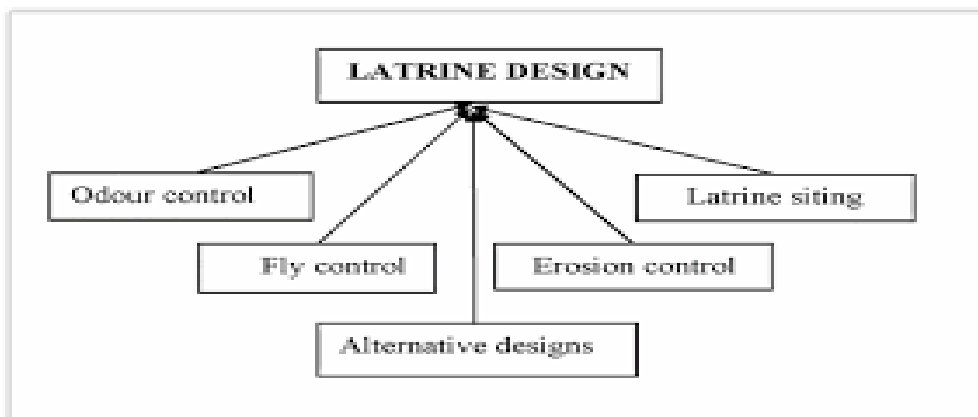 LATRINE DESIGN
Odour control
Latrine siting
Fly control
Erosion control
Alternative designs